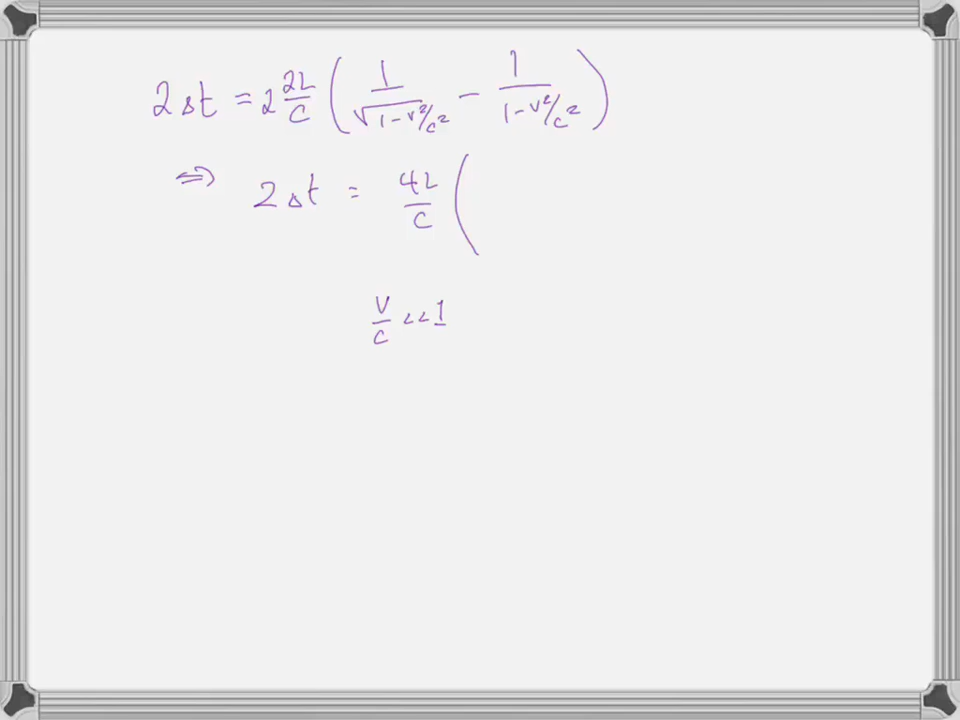 2Δt = 2 2L/C ( 1/√(1-v²/c²) - 1/(1-v²/c²) )
⇒ 2Δt = 4L/C (
V/C <<1